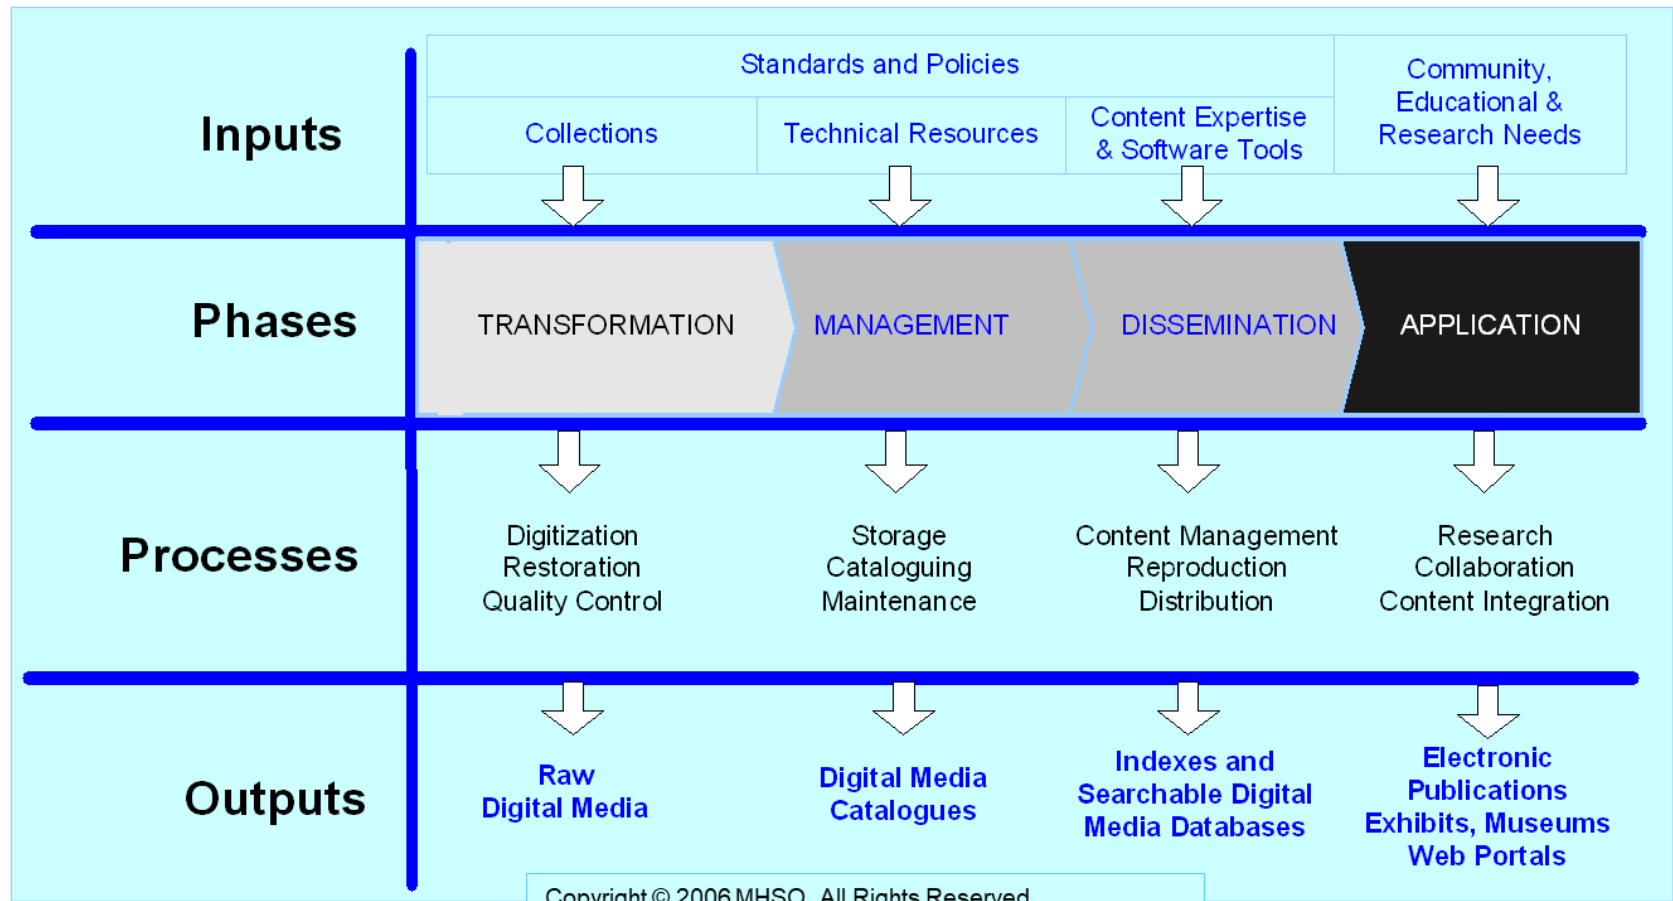 Inputs
Standards and Policies
Collections
Technical Resources
Content Expertise
& Software Tools
Community,
Educational &
Research Needs
Phases
TRANSFORMATION
MANAGEMENT
DISSEMINATION
APPLICATION
Processes
Digitization
Restoration
Quality Control
Storage
Cataloguing
Maintenance
Content Management
Reproduction
Distribution
Research
Collaboration
Content Integration
Outputs
Raw
Digital Media
Digital Media
Catalogues
Indexes and
Searchable Digital
Media Databases
Electronic
Publications
Exhibits, Museums
Web Portals
Copyright © 2006 MHSO All Rights Reserved